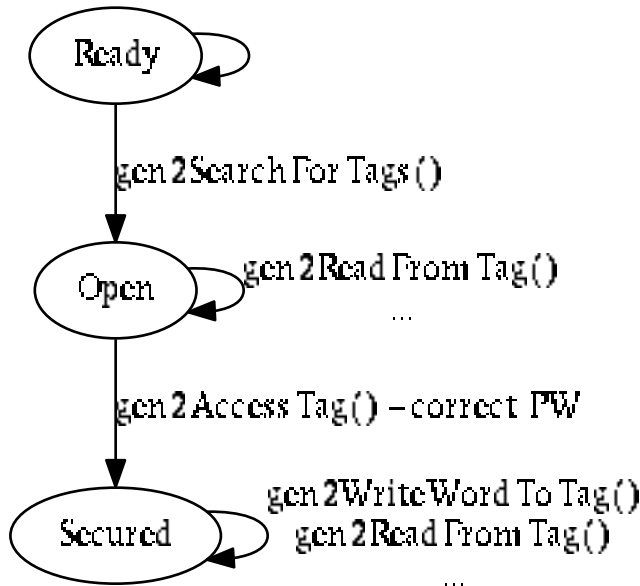 Ready
gen2SearchForTags()
Open
gen2ReadFromTag()
...
gen2AccessTag() – correct PW
Secured
gen2WriteWordToTag()
gen2ReadFromTag()
...